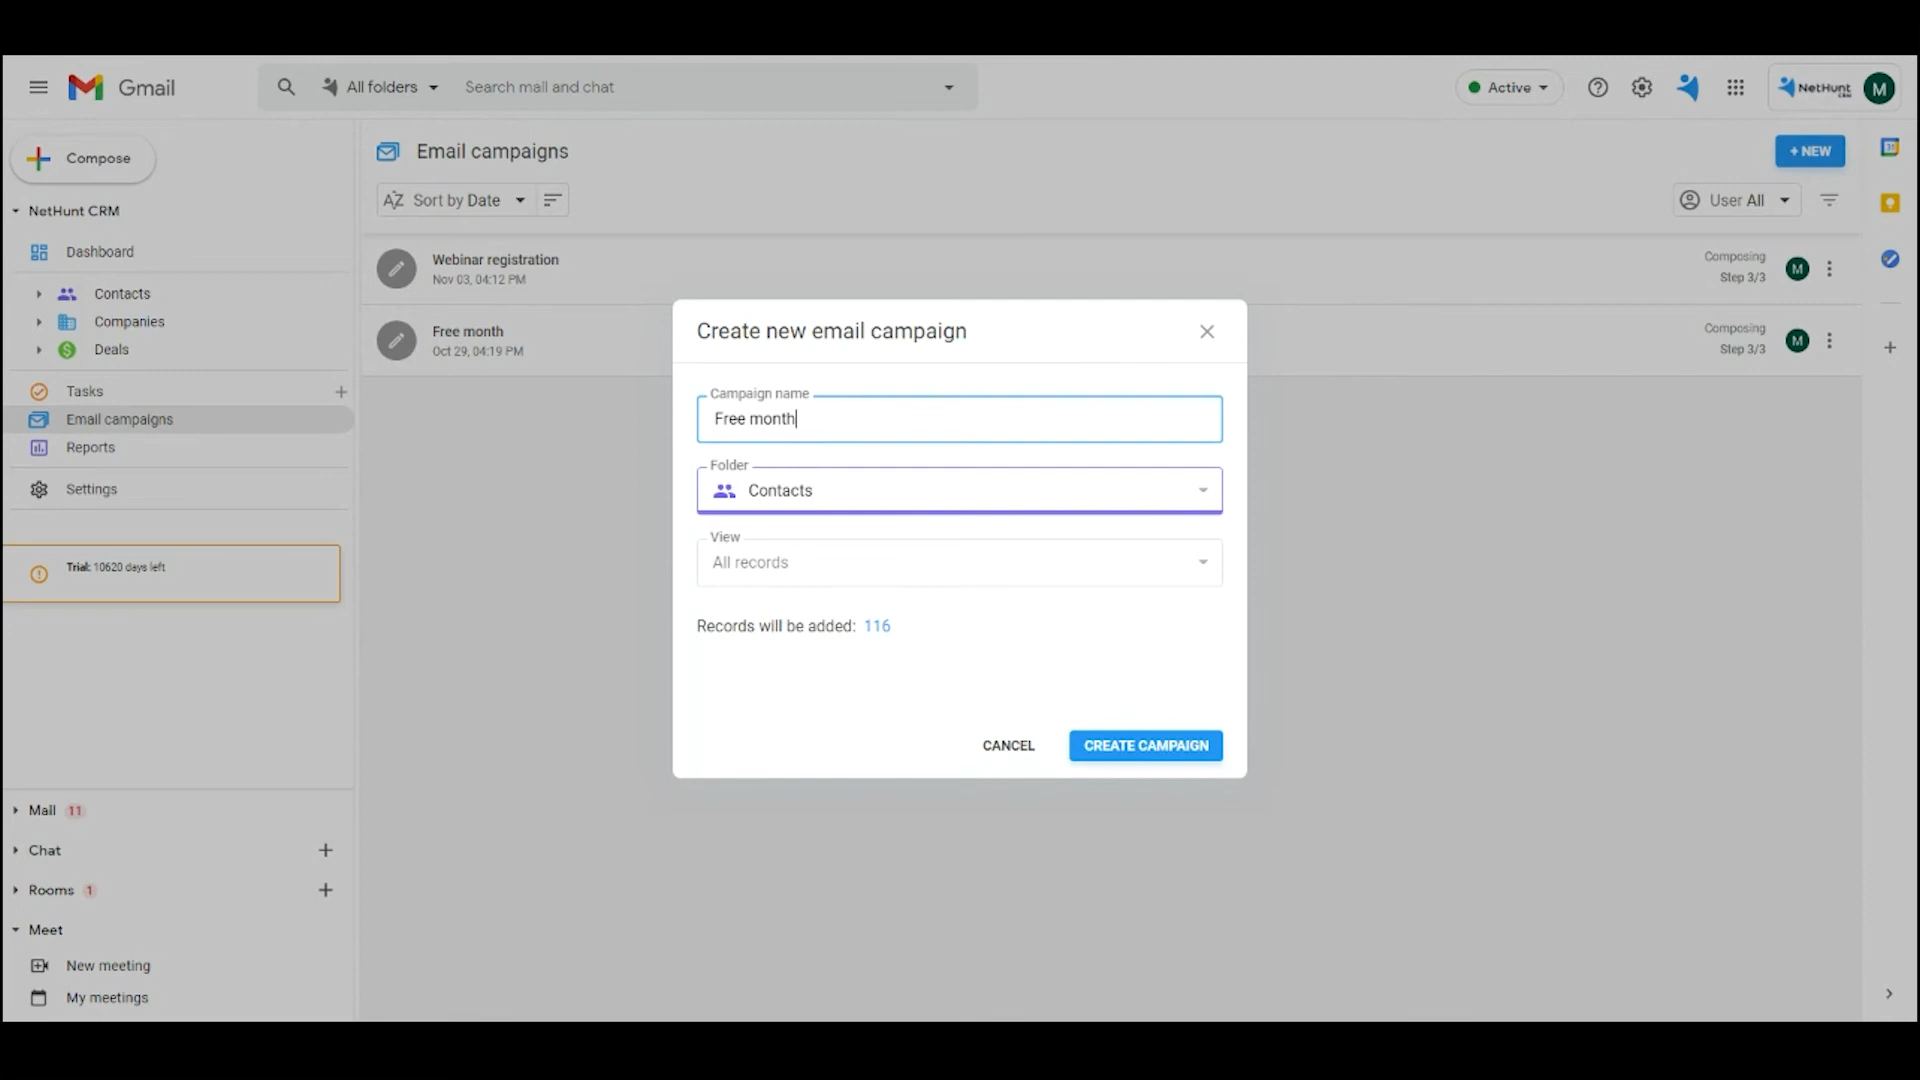 Gmail
All folders
Search mail and chat
Active
NetHunt
CRM
M
Compose
Email campaigns
+ NEW
Sort by Date
User All
NetHunt CRM
Dashboard
Contacts
Companies
Deals
Tasks
Email campaigns
Reports
Settings
Trial: 10620 days left
Webinar registration
Nov 03, 04:12 PM
Composing
Step 3/3
M
Free month
Oct 29, 04:19 PM
Composing
Step 3/3
M
Create new email campaign
Campaign name
Free month
Folder
Contacts
View
All records
Records will be added: 116
CANCEL
CREATE CAMPAIGN
Mail 11
Chat
Rooms 1
Meet
New meeting
My meetings